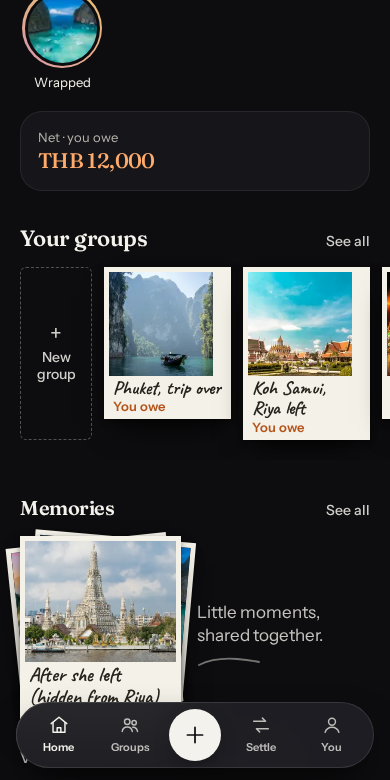 Wrapped
Net · you owe
THB 12,000
Your groups
See all
+
New
group
Phuket, trip over
You owe
Koh Samui,
Riya left
You owe
Memories
See all
After she left
(hidden from Riya)
Little moments,
shared together.
Home
Groups
+
Settle
You